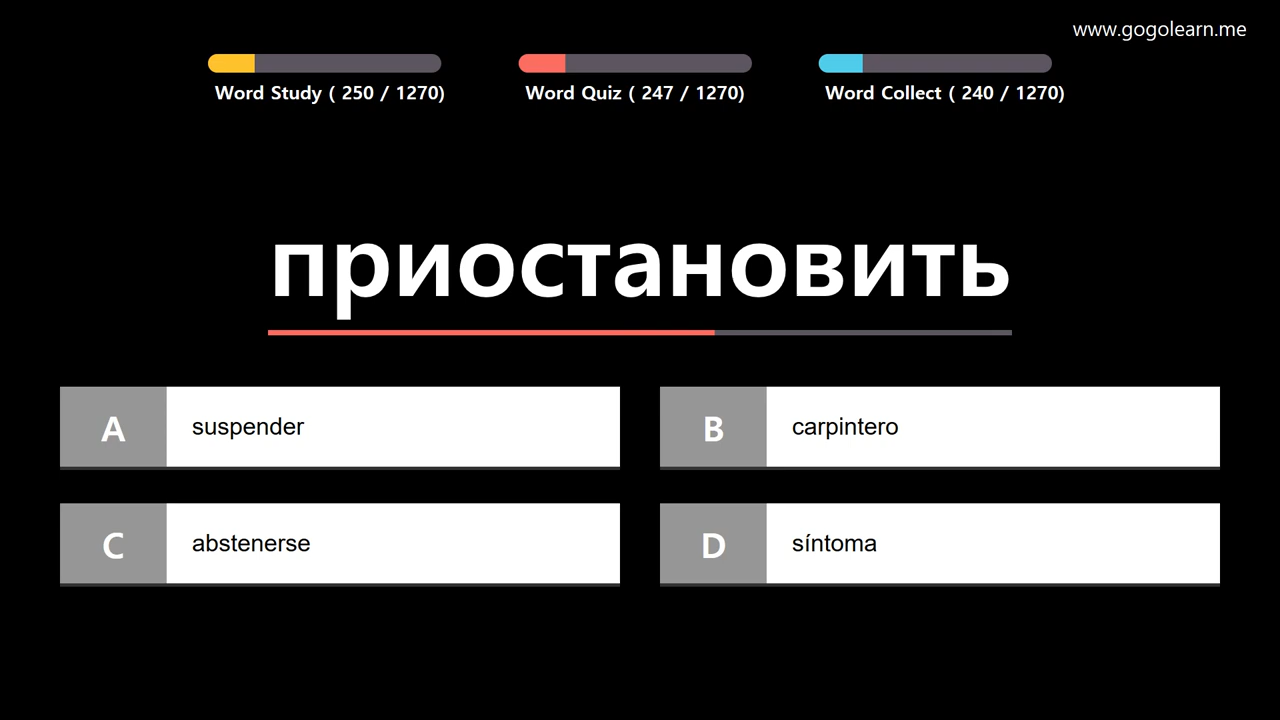 www.gogolearn.me
Word Study ( 250 / 1270)
Word Quiz ( 247 / 1270)
Word Collect ( 240 / 1270)
приостановить
A suspender
B carpintero
C abstenerse
D síntoma